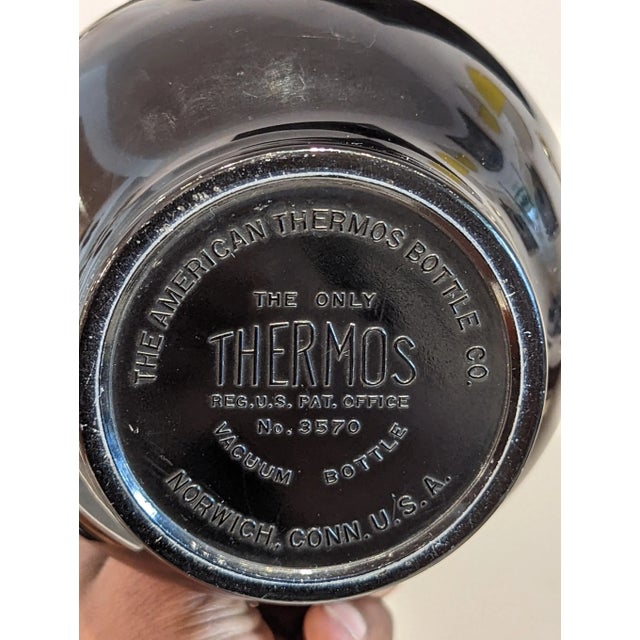 THE AMERICAN THERMOS BOTTLE CO.
THE ONLY
THERMOS
REG. U.S. PAT. OFFICE
No. 3570
VACUUM BOTTLE
NORWICH, CONN. U.S.A.